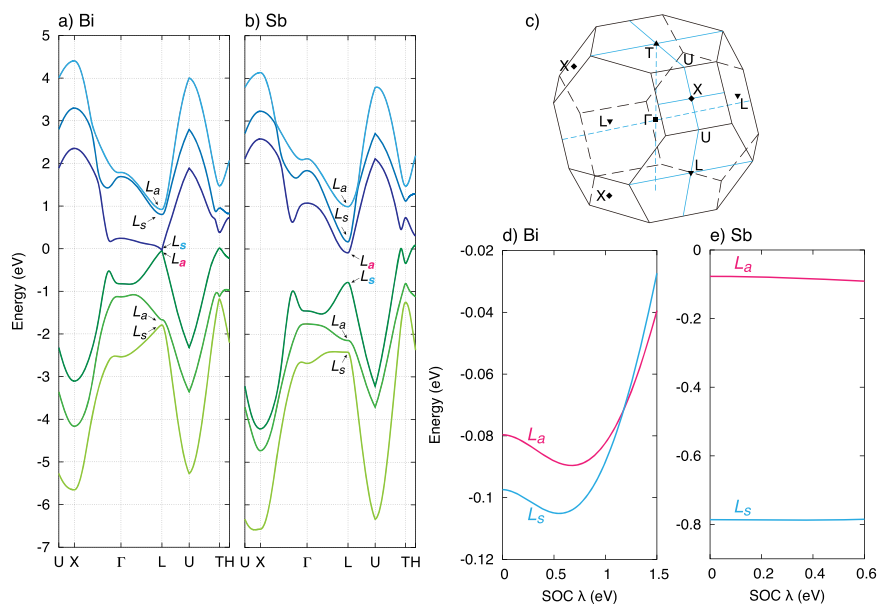 a) Bi
b) Sb
c)
Energy (eV)
5
4
3
2
1
0
-1
-2
-3
-4
-5
-6
-7
La
Ls
Ls
La
La
Ls
U X Γ L U TH
La
Ls
La
Ls
La
Ls
U X Γ L U TH
T
U
X
X
L
L
Γ
U
L
X
d) Bi
e) Sb
Energy (eV)
-0.02
-0.04
-0.06
-0.08
-0.1
-0.12
La
Ls
0 0.5 1 1.5
SOC λ (eV)
0
-0.2
-0.4
-0.6
-0.8
La
Ls
0 0.2 0.4 0.6
SOC λ (eV)